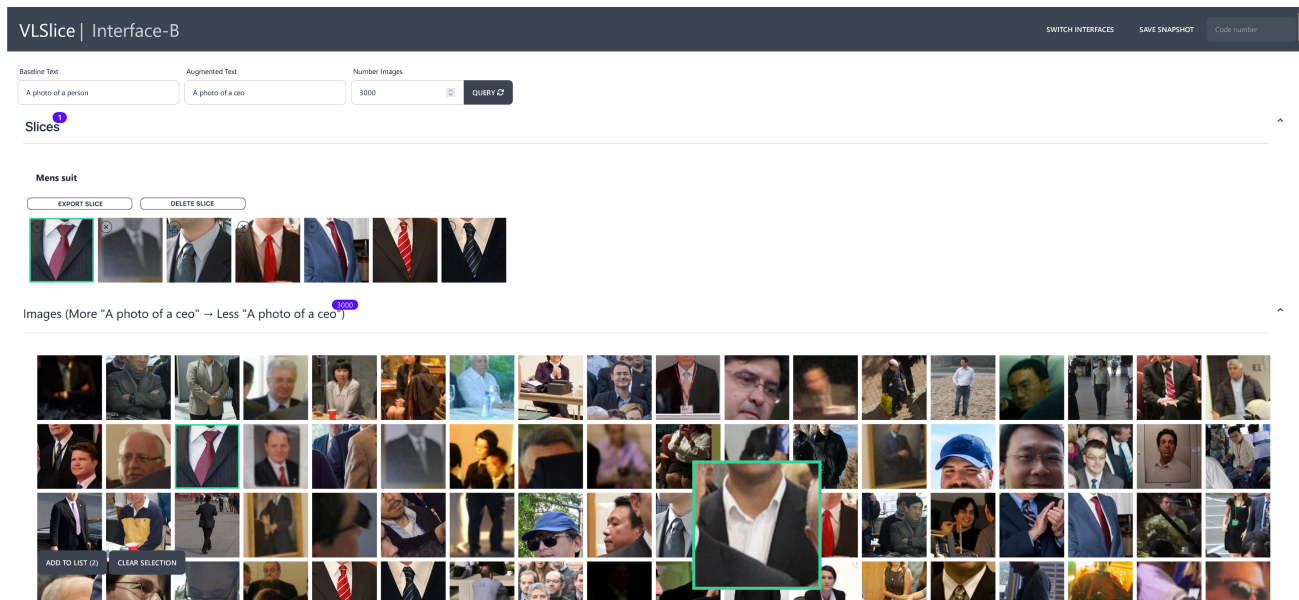 VLSlice | Interface-B
SWITCH INTERFACES
SAVE SNAPSHOT
Code number
Baseline Text
Augmented Text
Number Images
A photo of a person
A photo of a ceo
3000
QUERY
Slices
1
Mens suit
EXPORT SLICE
DELETE SLICE
Images (More "A photo of a ceo" → Less "A photo of a ceo")
3000
ADD TO LIST (2)
CLEAR SELECTION